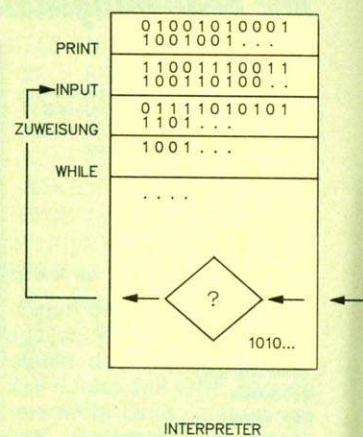 01001010001
PRINT 1001001...
11001110011
INPUT 100110100..
01111010101
ZUWEISUNG 1101...
1001...
WHILE
....
?
1010...
INTERPRETER